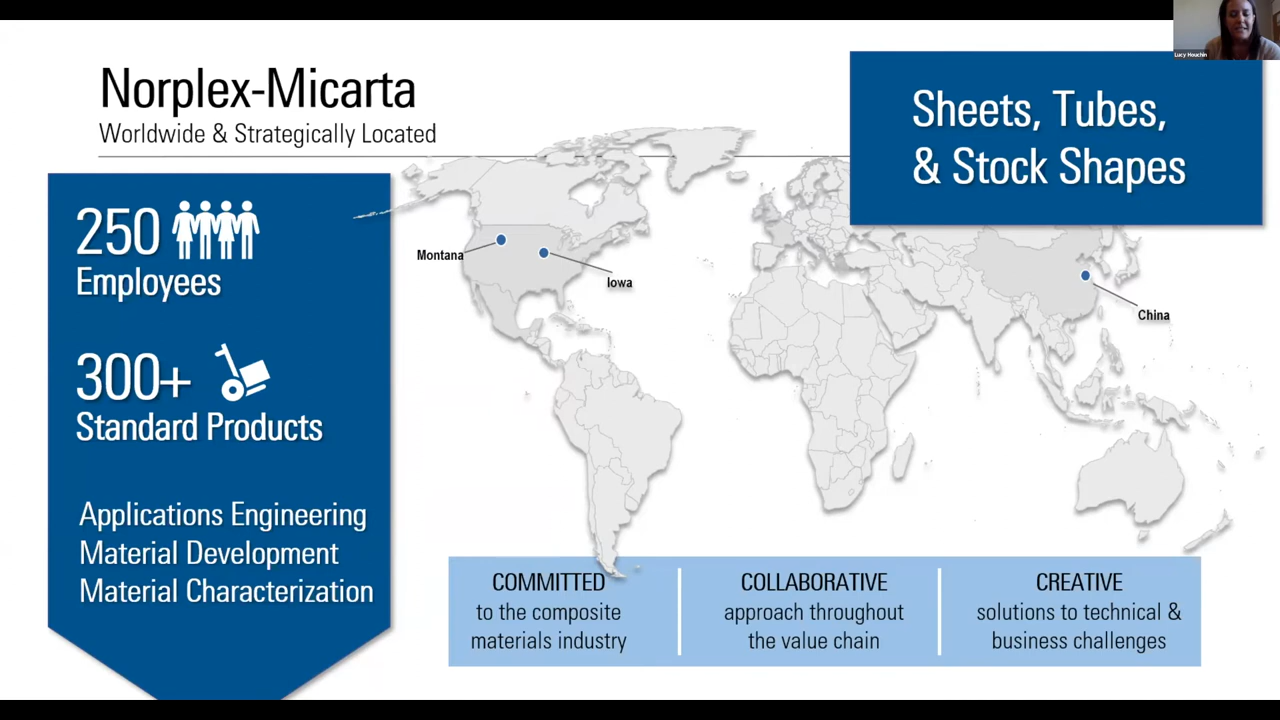 Lucy Houchin
Norplex-Micarta
Worldwide & Strategically Located
Sheets, Tubes,
& Stock Shapes
250
Employees
300+
Standard Products
Applications Engineering
Material Development
Material Characterization
Montana
Iowa
China
COMMITTED
to the composite
materials industry
COLLABORATIVE
approach throughout
the value chain
CREATIVE
solutions to technical &
business challenges